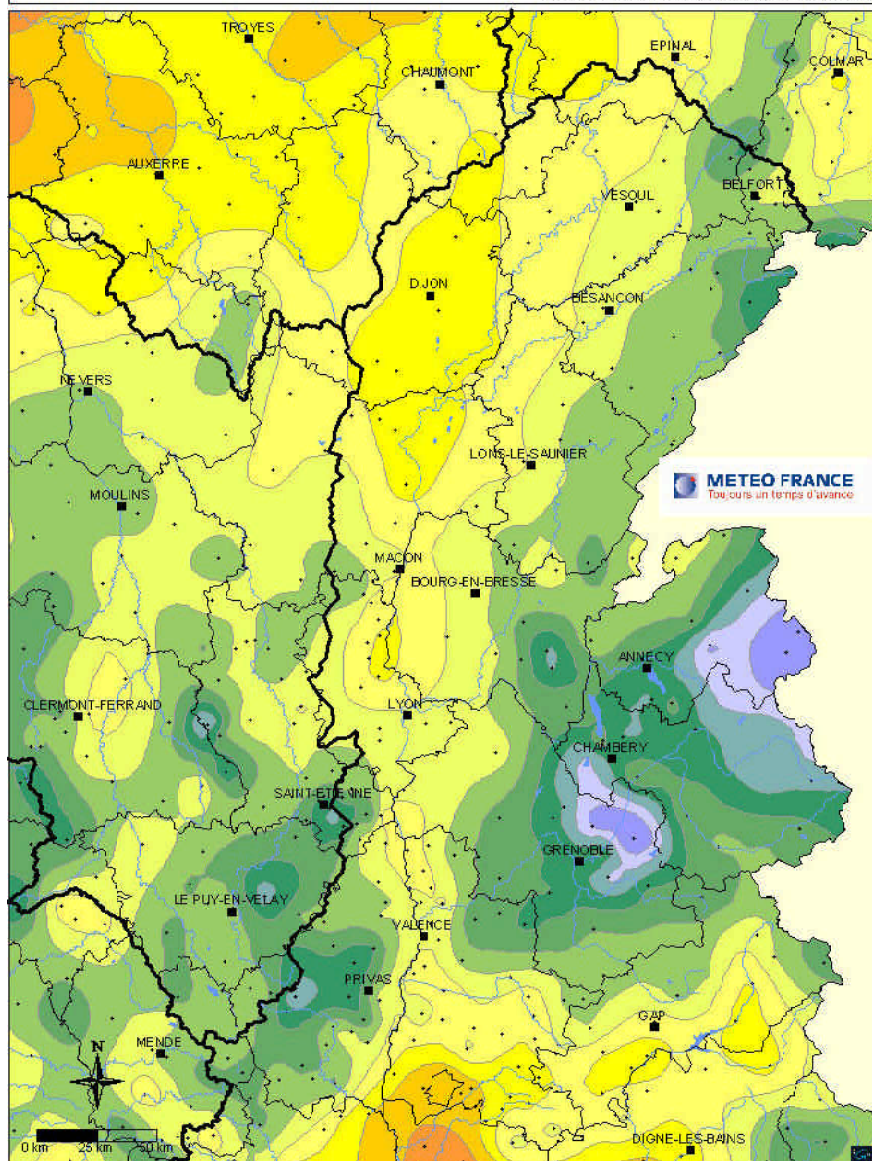 TROYES
EPINAL
COLMAR
CHAUMONT
AUXERRE
VESOUL
BELFORT
DIJON
BESANCON
NEVERS
LONS-LE-SAUNIER
METEO FRANCE
Toujours un temps d'avance
MOULINS
MACON
BOURG-EN-BRESSE
ANNECY
CLERMONT-FERRAND
LYON
CHAMBERY
SAINT-ETIENNE
GRENOBLE
LE PUY-EN-VELAY
VALENCE
PRIVAS
GAP
N
MENDE
0 km 25 km 50 km
DIGNE-LES-BAINS